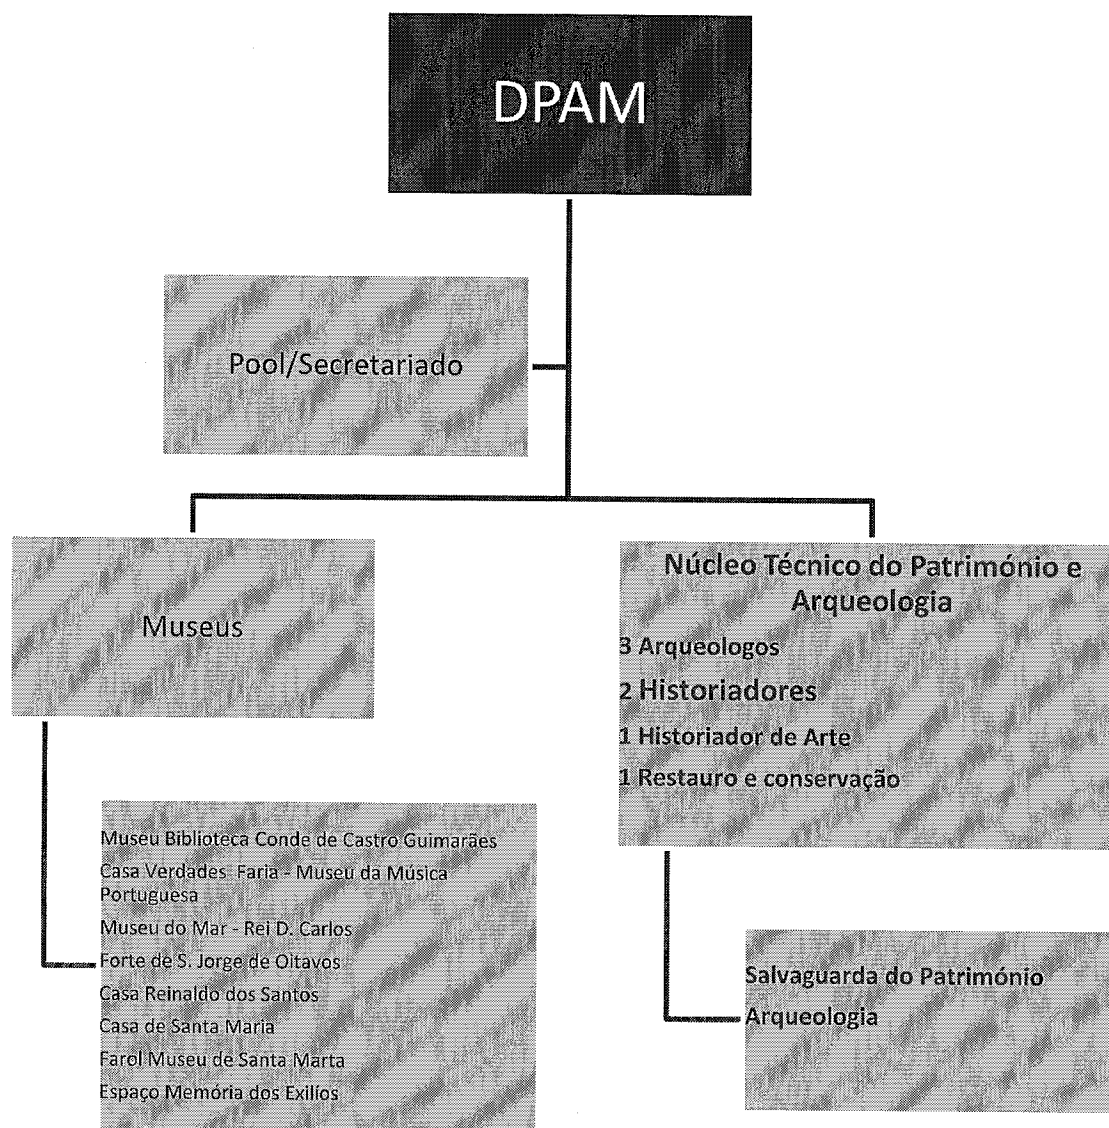 DPAM
Pool/Secretariado
Museus
Museu Biblioteca Conde de Castro Guimarães
Casa Verdades Faria - Museu da Música
Portuguesa
Museu do Mar - Rei D. Carlos
Forte de S. Jorge de Oitavos
Casa Reinaldo dos Santos
Casa de Santa Maria
Farol Museu de Santa Marta
Espaço Memória dos Exilíos
Núcleo Técnico do Património e
Arqueologia
3 Arqueologos
2 Historiadores
1 Historiador de Arte
1 Restauro e conservação
Salvaguarda do Património
Arqueologia